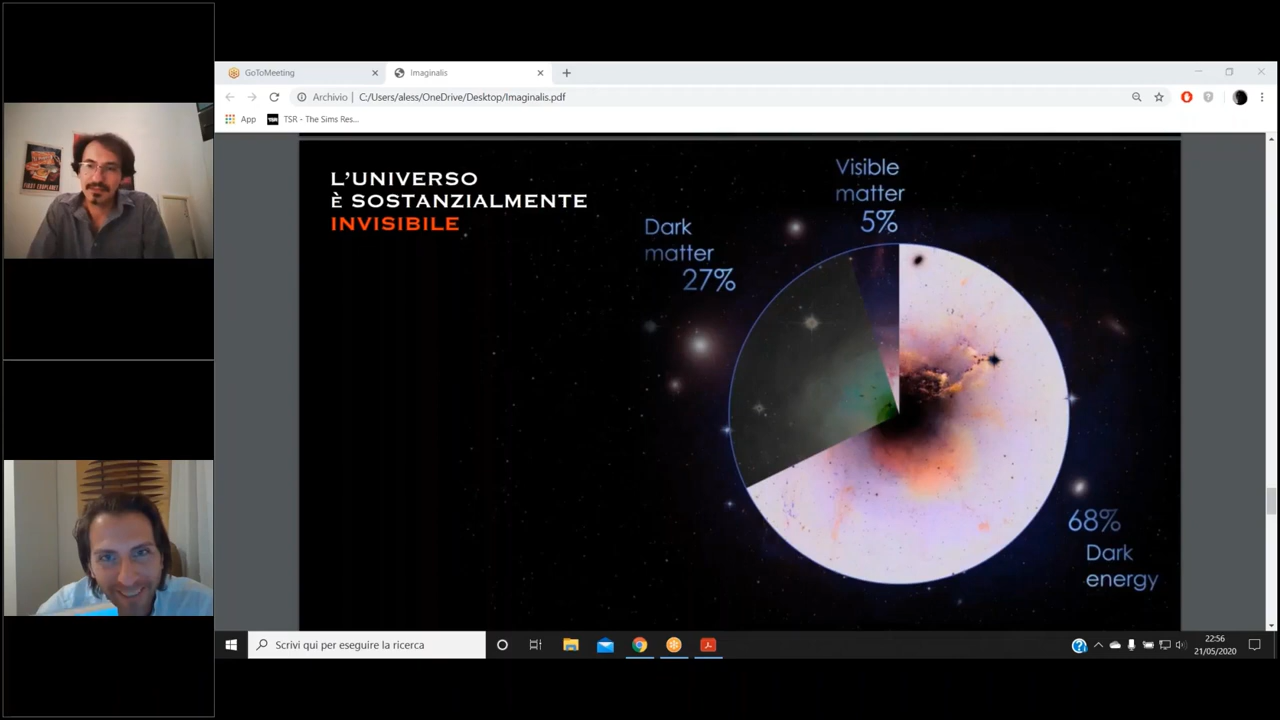 GoToMeeting
Imaginalis
Archivio
C:/Users/aless/OneDrive/Desktop/Imaginalis.pdf
App
TSR - The Sims Res...
L'UNIVERSO
È SOSTANZIALMENTE
INVISIBILE
Visible
matter
5%
Dark
matter
27%
68%
Dark
energy
Scrivi qui per eseguire la ricerca
22:56
21/05/2020